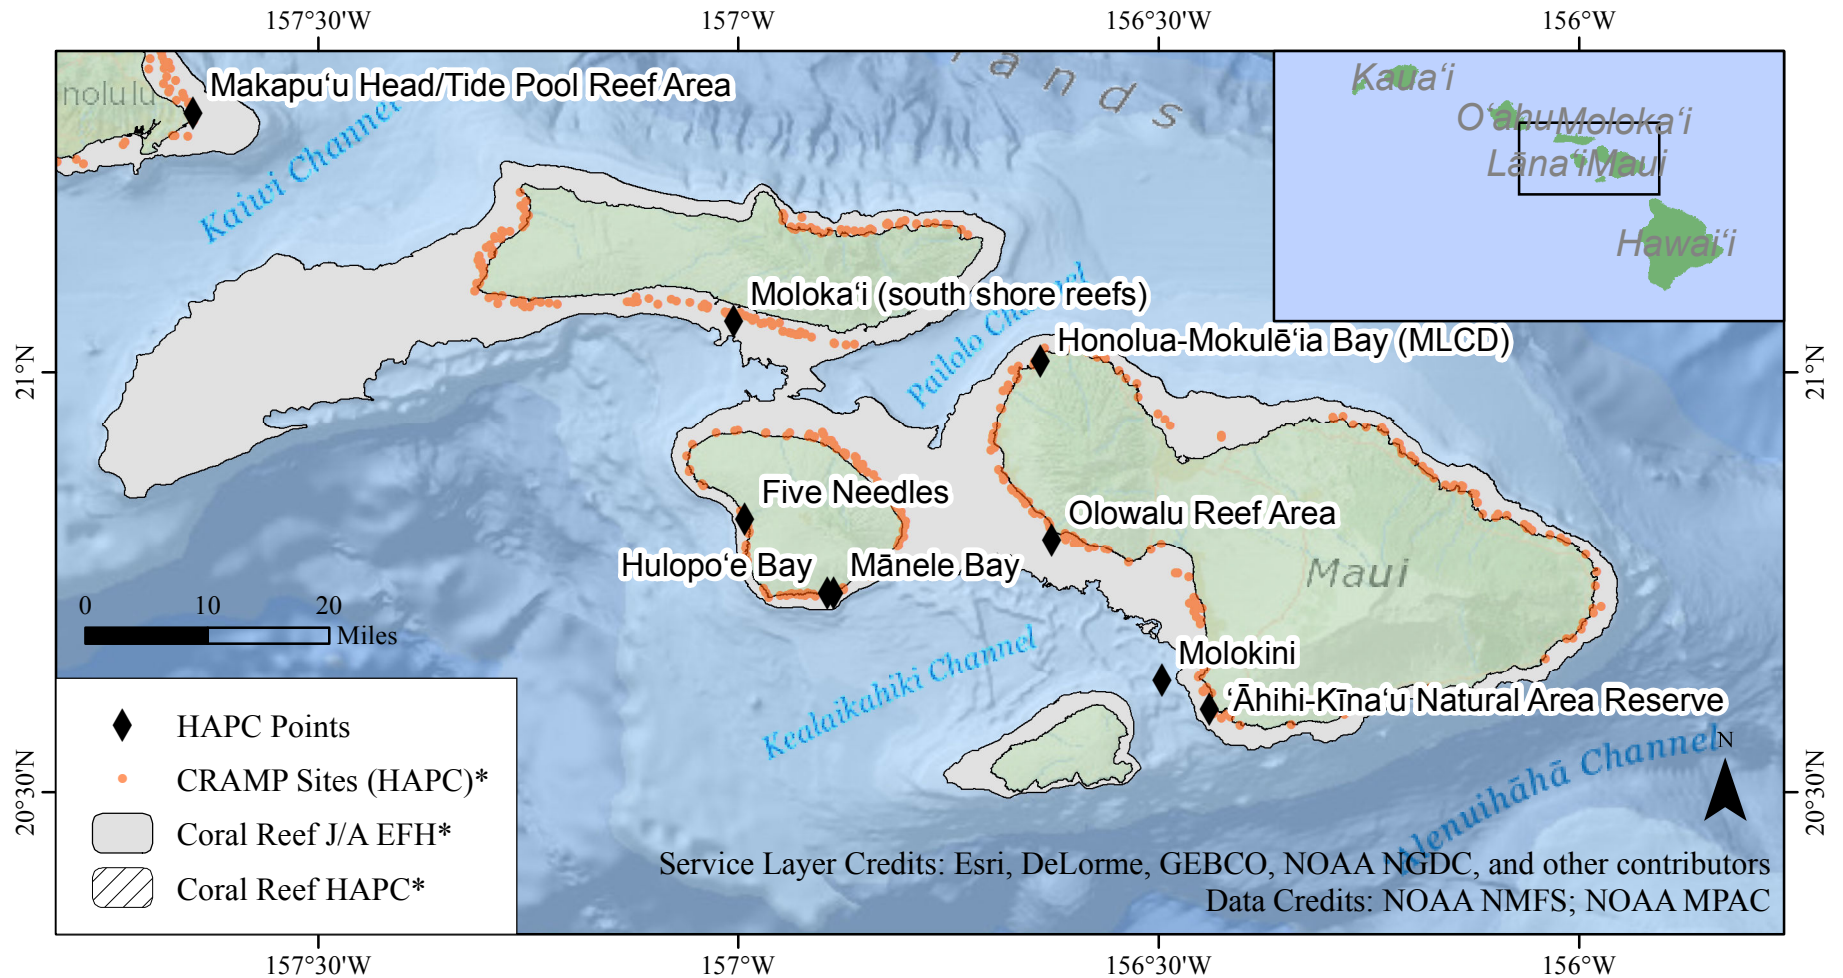 157°30'W
157°W
156°30'W
156°W
nolulu
Makapuʻu Head/Tide Pool Reef Area
Kaiwi Channel
ands
Kauaʻi
Oʻahu
Molokaʻi
Lānaʻi
Maui
Hawaiʻi
Molokaʻi (south shore reefs)
Pailolo Channel
Honolua-Mokulēʻia Bay (MLCD)
21°N
21°N
Five Needles
Olowalu Reef Area
Hulopoʻe Bay
Mānele Bay
Maui
0 10 20
Miles
Kealaikahiki Channel
Molokini
ʻĀhihi-Kīnaʻu Natural Area Reserve
HAPC Points
CRAMP Sites (HAPC)*
Coral Reef J/A EFH*
Coral Reef HAPC*
Alenuihāhā Channel
N
20°30'N
20°30'N
Service Layer Credits: Esri, DeLorme, GEBCO, NOAA NGDC, and other contributors
Data Credits: NOAA NMFS; NOAA MPAC
157°30'W
157°W
156°30'W
156°W